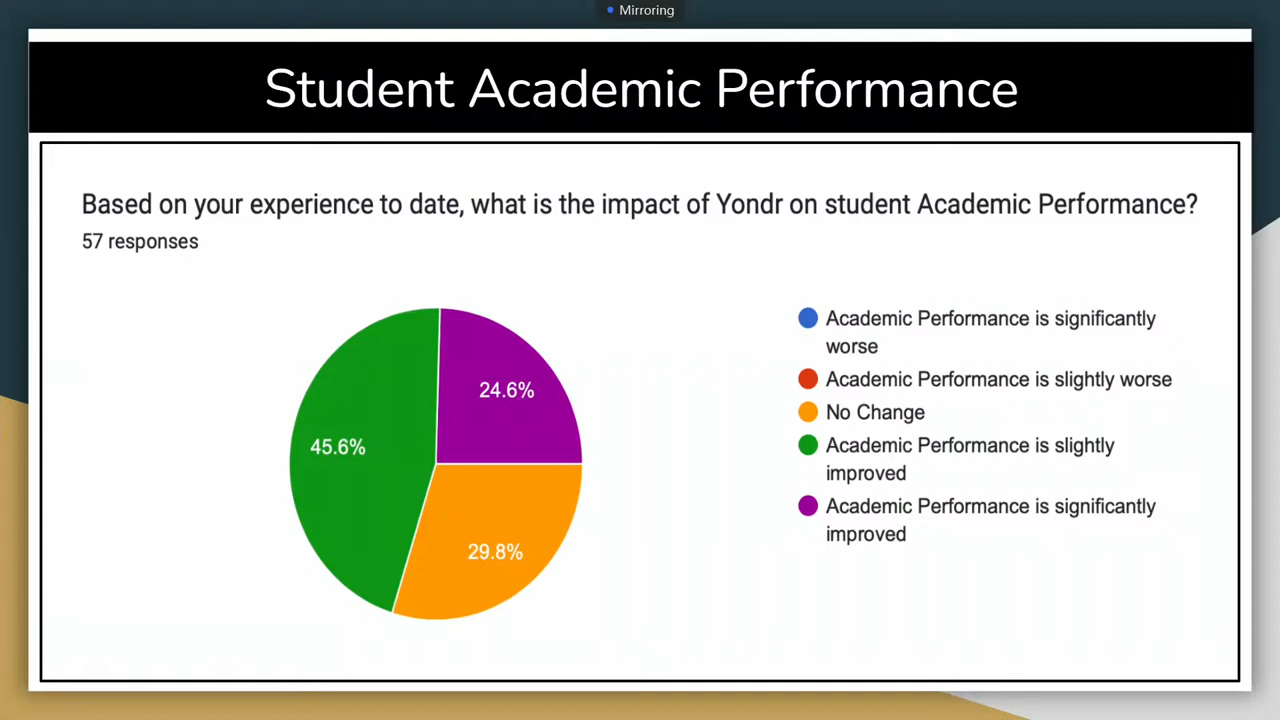 Mirroring
Student Academic Performance
Based on your experience to date, what is the impact of Yondr on student Academic Performance?
57 responses
24.6%
45.6%
29.8%
Academic Performance is significantly
worse
Academic Performance is slightly worse
No Change
Academic Performance is slightly
improved
Academic Performance is significantly
improved